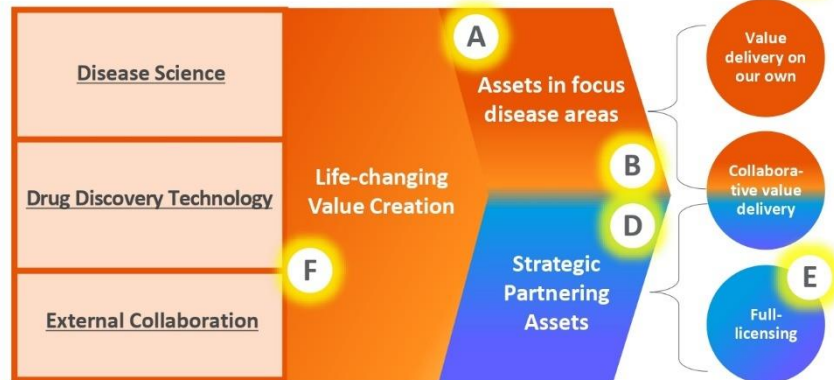 Disease Science
Drug Discovery Technology
External Collaboration
F
Life-changing
Value Creation
A
Assets in focus
disease areas
B
D
Strategic
Partnering
Assets
Value
delivery on
our own
Collabora-
tive value
delivery
E
Full-
licensing